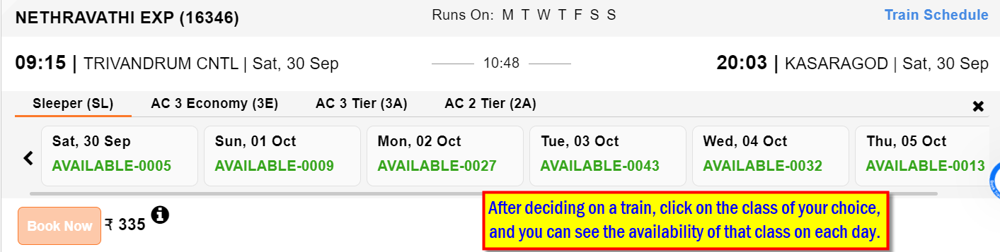 NETHRAVATHI EXP (16346) Runs On: M T W T F S S Train Schedule
09:15 | TRIVANDRUM CNTL | Sat, 30 Sep 10:48 20:03 | KASARAGOD | Sat, 30 Sep
Sleeper (SL) AC 3 Economy (3E) AC 3 Tier (3A) AC 2 Tier (2A)
Sat, 30 Sep Sun, 01 Oct Mon, 02 Oct Tue, 03 Oct Wed, 04 Oct Thu, 05 Oct
AVAILABLE-0005 AVAILABLE-0009 AVAILABLE-0027 AVAILABLE-0043 AVAILABLE-0032 AVAILABLE-0013
Book Now ₹ 335
After deciding on a train, click on the class of your choice,
and you can see the availability of that class on each day.